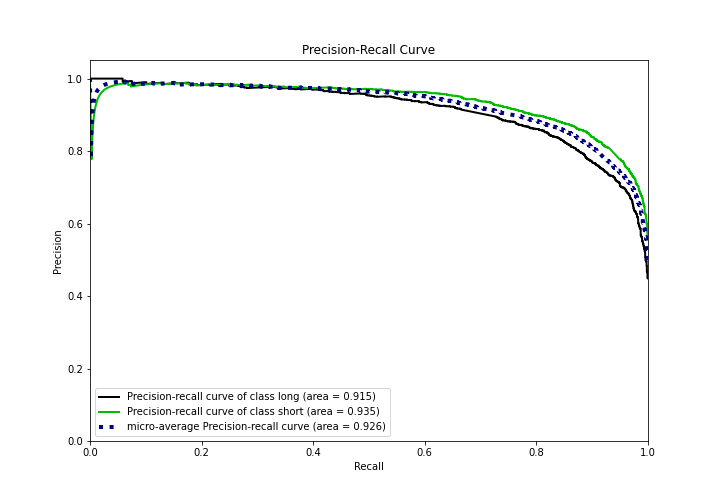 Precision-Recall Curve
1.0
0.8
0.6
0.4
0.2
0.0
Precision
Precision-recall curve of class long (area = 0.915)
Precision-recall curve of class short (area = 0.935)
micro-average Precision-recall curve (area = 0.926)
0.0 0.2 0.4 0.6 0.8 1.0
Recall